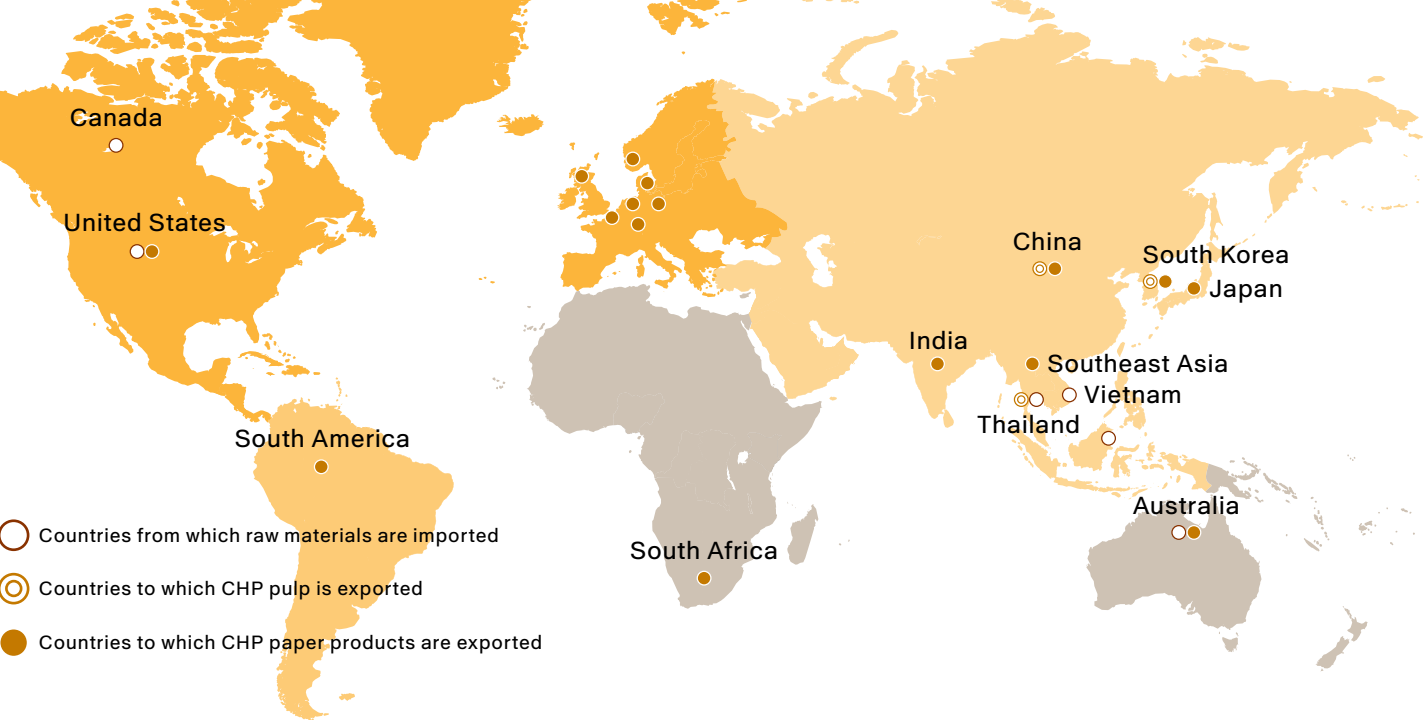 Canada
United States
China
South Korea
Japan
India
Southeast Asia
Vietnam
Thailand
South America
Australia
South Africa
Countries from which raw materials are imported
Countries to which CHP pulp is exported
Countries to which CHP paper products are exported